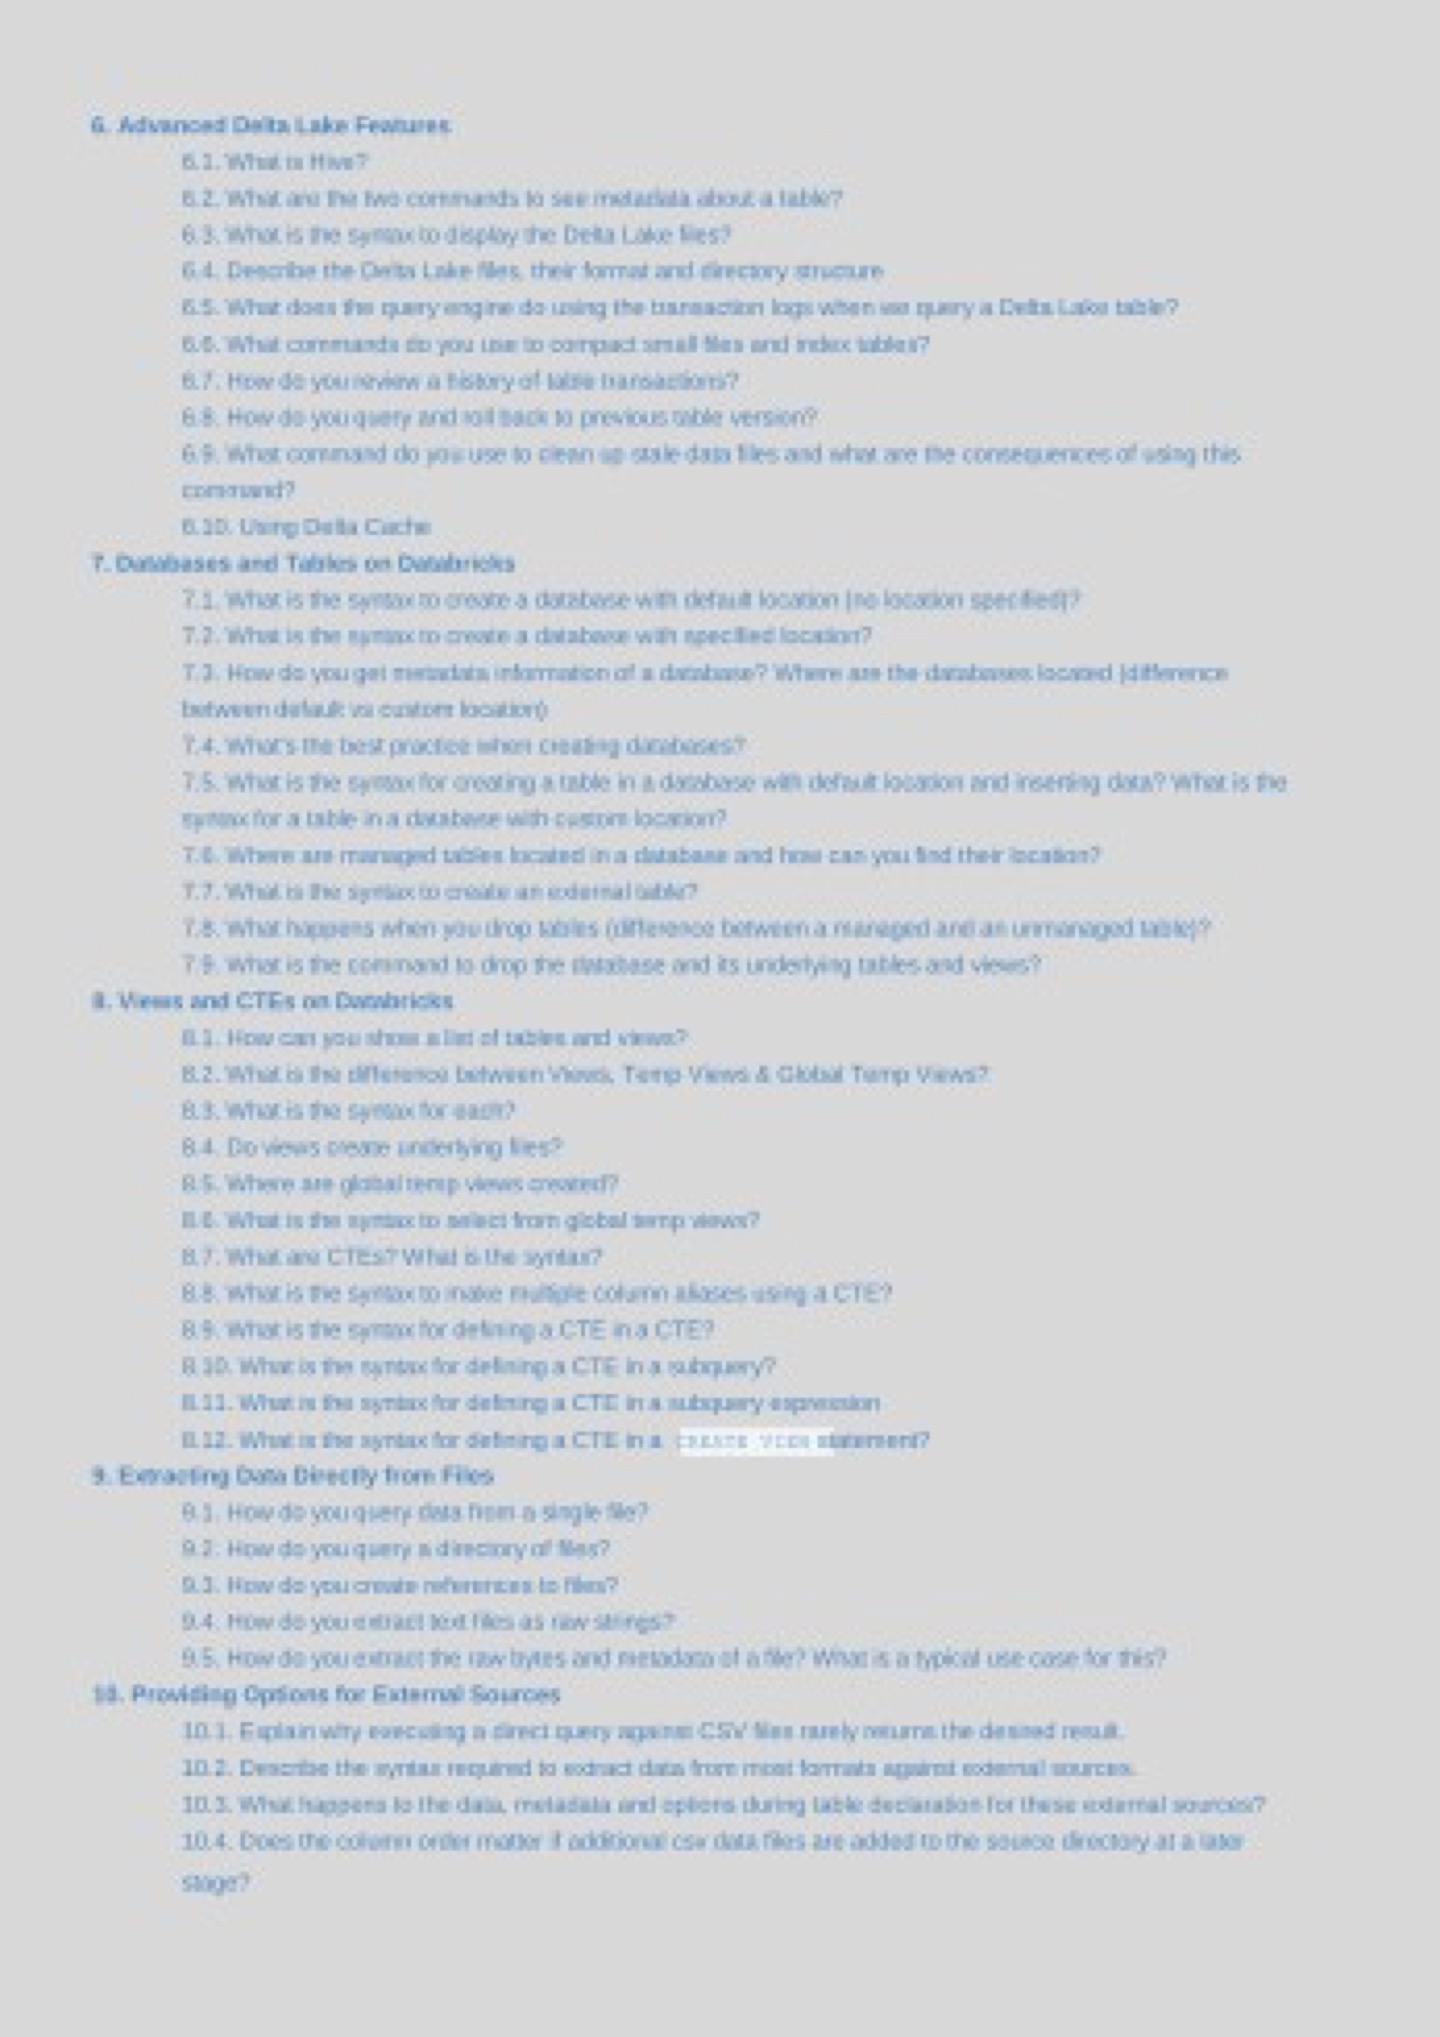 6. Advanced Delta Lake Features
6.1. What is Hive?
6.2. What are the two commands to see metadata about a table?
6.3. What is the syntax to display the Delta Lake files?
6.4. Describe the Delta Lake files, their format and directory structure
6.5. What does the query engine do using the transaction logs when we query a Delta Lake table?
6.6. What commands do you use to compact small files and index tables?
6.7. How do you review a history of table transactions?
6.8. How do you query and roll back to previous table version?
6.9. What command do you use to clean up stale data files and what are the consequences of using this
command?
6.10. Using Delta Cache
7. Databases and Tables on Databricks
7.1. What is the syntax to create a database with default location (no location specified)?
7.2. What is the syntax to create a database with specified location?
7.3. How do you get metadata information of a database? Where are the databases located (difference
between default vs custom location)
7.4. What's the best practice when creating databases?
7.5. What is the syntax for creating a table in a database with default location and inserting data? What is the
syntax for a table in a database with custom location?
7.6. Where are managed tables located in a database and how can you find their location?
7.7. What is the syntax to create an external table?
7.8. What happens when you drop tables (difference between a managed and an unmanaged table)?
7.9. What is the command to drop the database and its underlying tables and views?
8. Views and CTEs on Databricks
8.1. How can you show a list of tables and views?
8.2. What is the difference between Views, Temp Views & Global Temp Views?
8.3. What is the syntax for each?
8.4. Do views create underlying files?
8.5. Where are global temp views created?
8.6. What is the syntax to select from global temp views?
8.7. What are CTEs? What is the syntax?
8.8. What is the syntax to make multiple column aliases using a CTE?
8.9. What is the syntax for defining a CTE in a CTE?
8.10. What is the syntax for defining a CTE in a subquery?
8.11. What is the syntax for defining a CTE in a subquery expression
8.12. What is the syntax for defining a CTE in a CREATE VIEW statement?
9. Extracting Data Directly from Files
9.1. How do you query data from a single file?
9.2. How do you query a directory of files?
9.3. How do you create references to files?
9.4. How do you extract text files as raw strings?
9.5. How do you extract the raw bytes and metadata of a file? What is a typical use case for this?
10. Providing Options for External Sources
10.1. Explain why executing a direct query against CSV files rarely returns the desired result.
10.2. Describe the syntax required to extract data from most formats against external sources.
10.3. What happens to the data, metadata and options during table declaration for these external sources?
10.4. Does the column order matter if additional csv data files are added to the source directory at a later
stage?